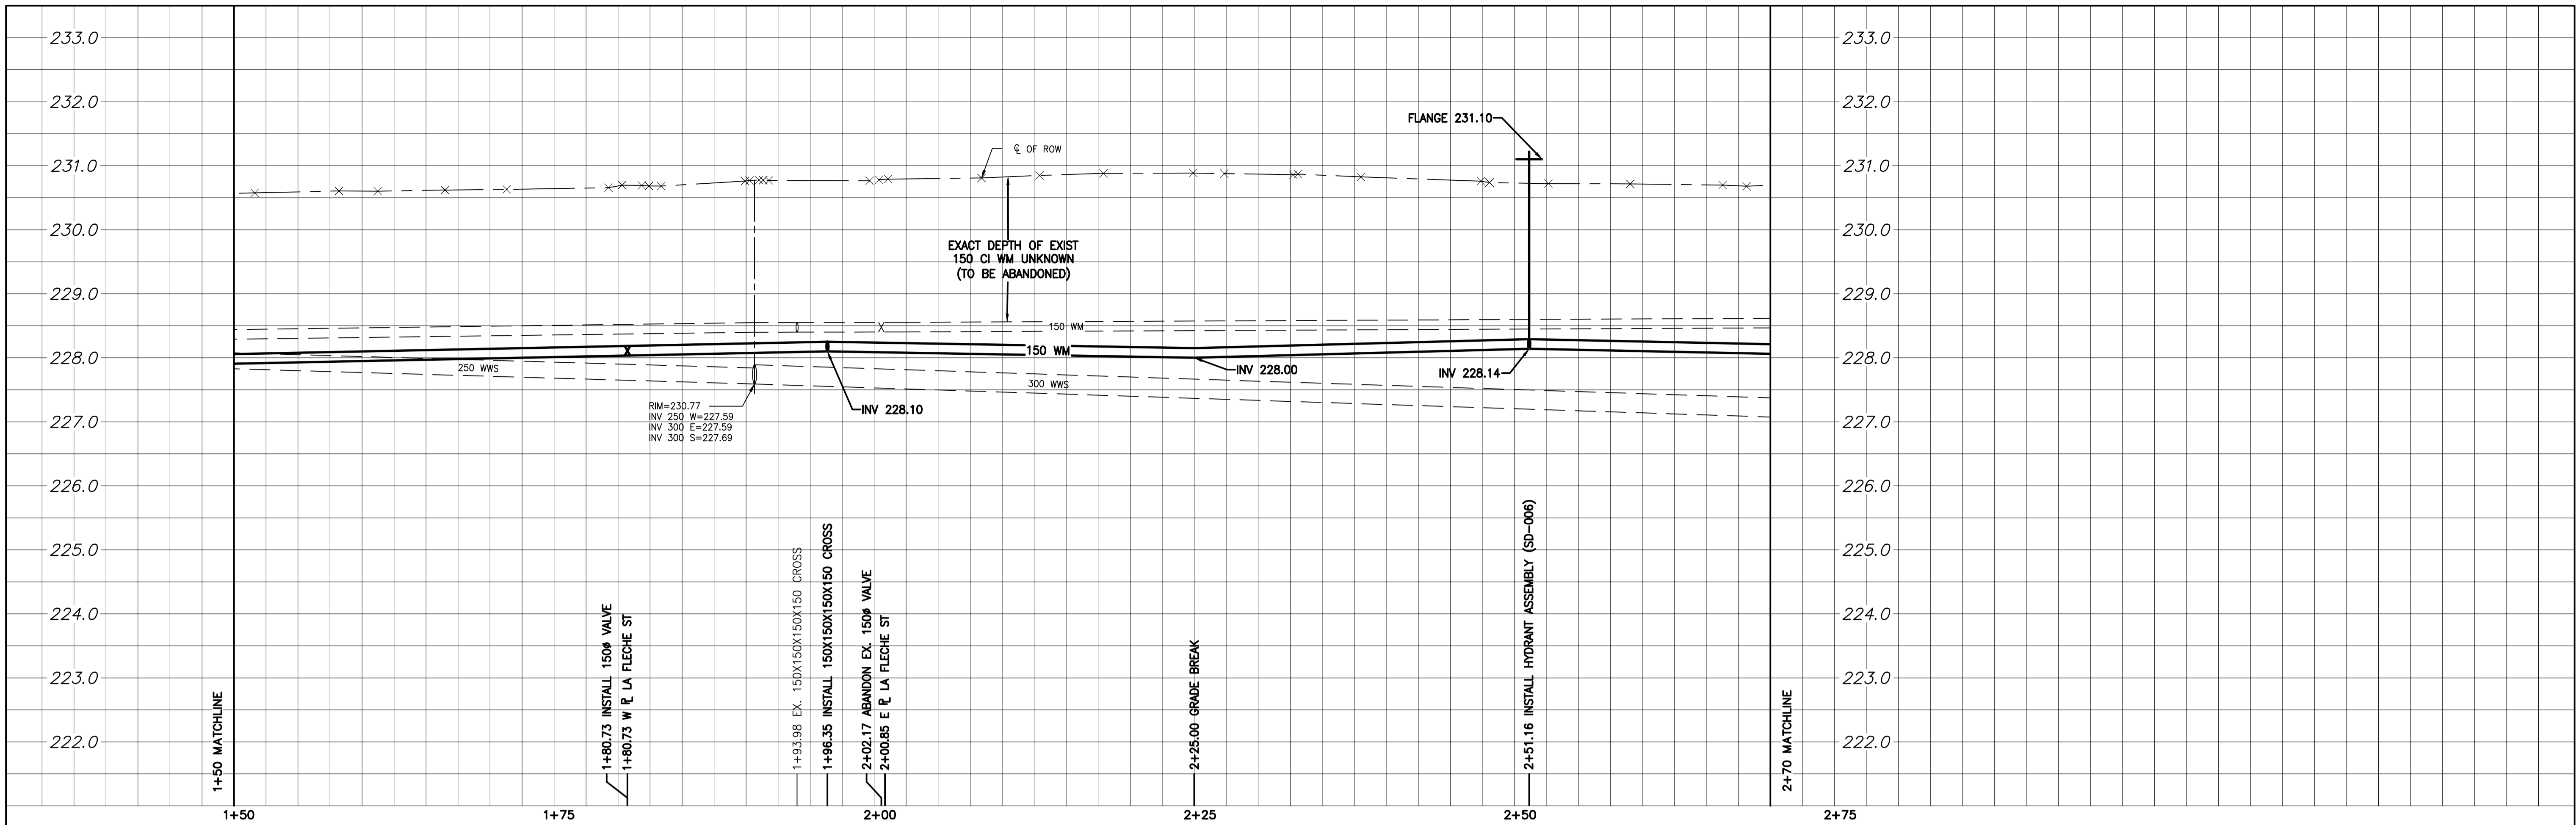 233.0
233.0
232.0
232.0
FLANGE 231.10
231.0
℄ OF ROW
231.0
230.0
230.0
EXACT DEPTH OF EXIST
150 CI WM UNKNOWN
(TO BE ABANDONED)
229.0
229.0
150 WM
228.0
150 WM
228.0
250 WWS
INV 228.00
INV 228.14
300 WWS
RIM=230.77
INV 250 W=227.59
INV 300 E=227.59
INV 300 S=227.69
INV 228.10
227.0
227.0
226.0
226.0
225.0
225.0
224.0
224.0
223.0
223.0
222.0
222.0
1+50 MATCHLINE
1+80.73 INSTALL 150ø VALVE
1+80.73 W ⅊ LA FLECHE ST
1+93.98 EX. 150X150X150X150 CROSS
1+96.35 INSTALL 150X150X150X150 CROSS
2+02.17 ABANDON EX. 150ø VALVE
2+00.85 E ⅊ LA FLECHE ST
2+25.00 GRADE BREAK
2+51.16 INSTALL HYDRANT ASSEMBLY (SD-006)
2+70 MATCHLINE
1+50
1+75
2+00
2+25
2+50
2+75